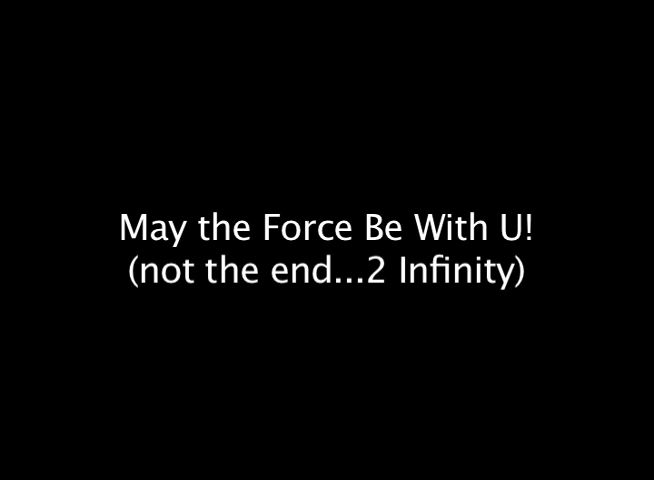 May the Force Be With U!
(not the end...2 Infinity)